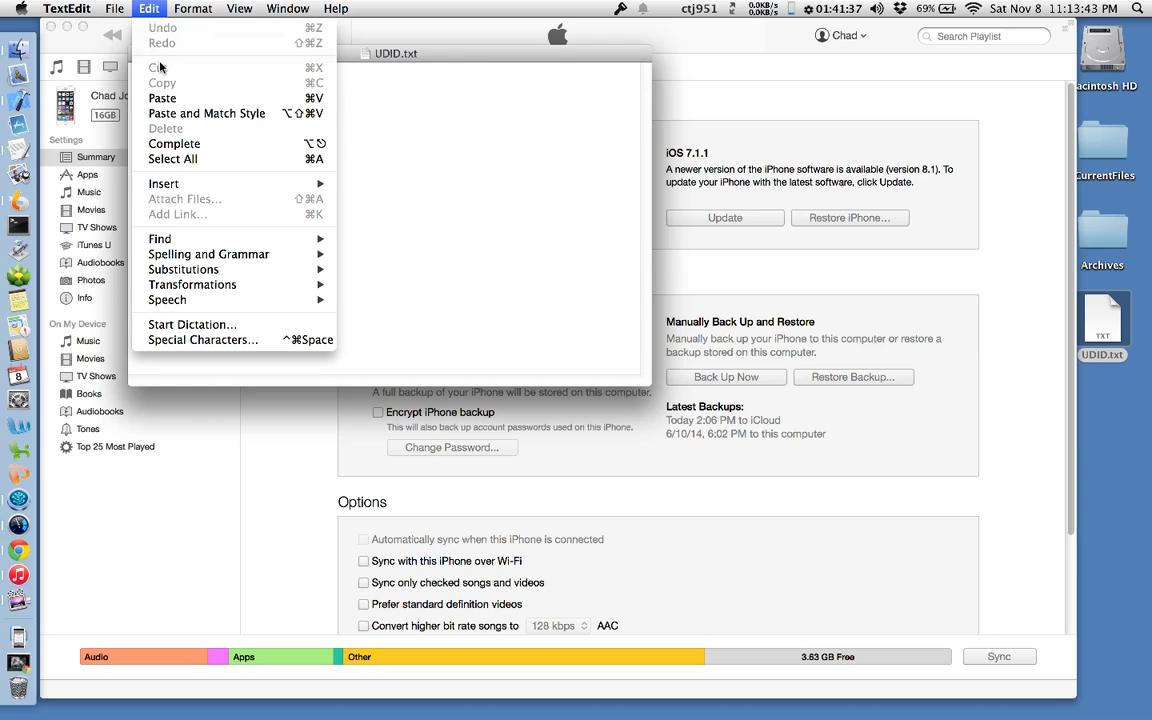 TextEdit File Edit Format View Window Help ctj951 0.0KB/s 0.0KB/s 01:41:37 69% Sat Nov 8 11:13:43 PM
Undo ⌘Z
Redo ⇧⌘Z
⌘X
Copy ⌘C
Paste ⌘V
Paste and Match Style ⌥⇧⌘V
Delete
Complete ⌥⎋
Select All ⌘A
Insert
Attach Files... ⇧⌘A
Add Link... ⌘K
Find
Spelling and Grammar
Substitutions
Transformations
Speech
Start Dictation...
Special Characters... ^⌘Space
UDID.txt
Chad
Search Playlist
Chad Jo
16GB
Settings
Summary
Apps
Music
Movies
TV Shows
iTunes U
Audiobooks
Photos
Info
On My Device
Music
Movies
TV Shows
Books
Audiobooks
Tones
Top 25 Most Played
iOS 7.1.1
A newer version of the iPhone software is available (version 8.1). To
update your iPhone with the latest software, click Update.
Update Restore iPhone...
Manually Back Up and Restore
Manually back up your iPhone to this computer or restore a
backup stored on this computer.
Back Up Now Restore Backup...
Latest Backups:
Today 2:06 PM to iCloud
6/10/14, 6:02 PM to this computer
A full backup of your iPhone will be stored on this computer.
Encrypt iPhone backup
This will also back up account passwords used on this iPhone.
Change Password...
Options
Automatically sync when this iPhone is connected
Sync with this iPhone over Wi-Fi
Sync only checked songs and videos
Prefer standard definition videos
Convert higher bit rate songs to 128 kbps AAC
Audio Apps Other 3.63 GB Free Sync
acintosh HD
CurrentFiles
Archives
TXT
UDID.txt
8